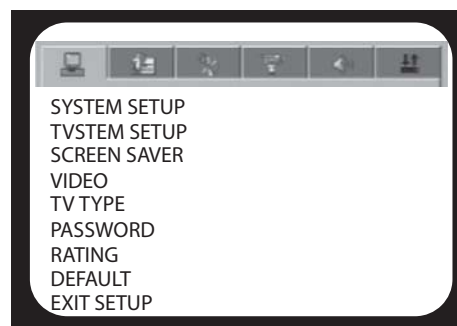 SYSTEM SETUP
TVSTEM SETUP
SCREEN SAVER
VIDEO
TV TYPE
PASSWORD
RATING
DEFAULT
EXIT SETUP